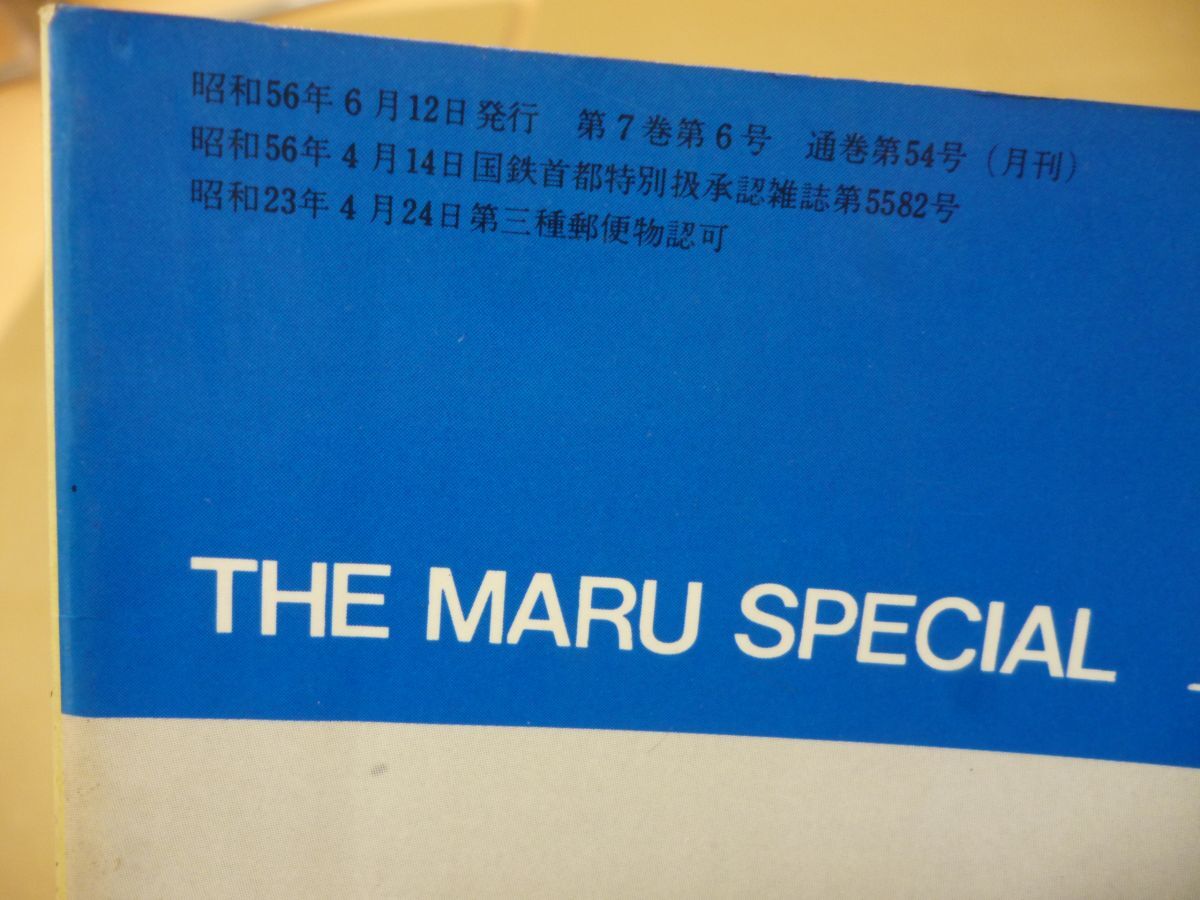 昭和56年6月12日発行　第7巻第6号　通巻第54号（月刊）
昭和56年4月14日国鉄首都特別扱承認雑誌第5582号
昭和23年4月24日第三種郵便物認可
THE MARU SPECIAL